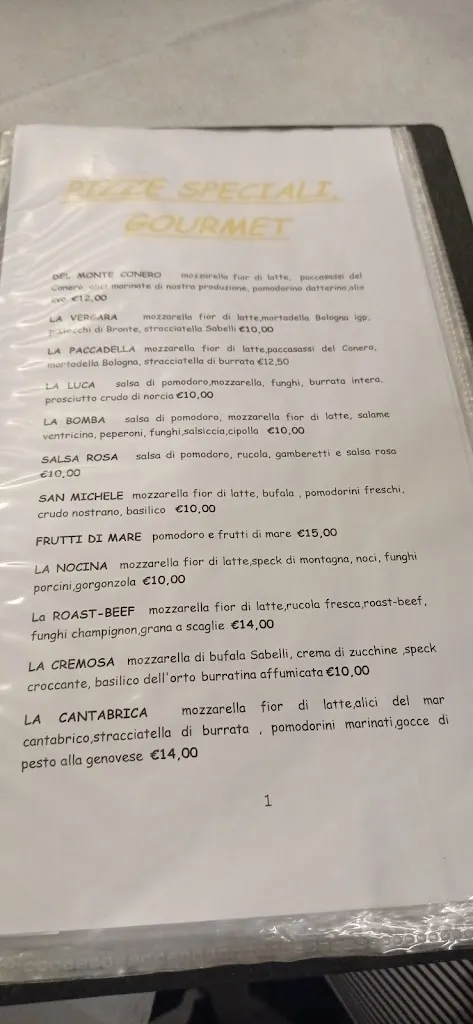 PIZZE SPECIALI,
GOURMET
DEL MONTE CONERO mozzarella fior di latte, paccasassi del
Conero, alici marinate di nostra produzione, pomodorino datterino,olio
evo €12,00
LA VERGARA mozzarella fior di latte,mortadella Bologna igp,
pistecchi di Bronte, stracciatella Sabelli €10,00
LA PACCADELLA mozzarella fior di latte,paccasassi del Conero,
mortadella Bologna, stracciatella di burrata €12,50
LA LUCA salsa di pomodoro,mozzarella, funghi, burrata intera,
prosciutto crudo di norcia €10,00
LA BOMBA salsa di pomodoro, mozzarella fior di latte, salame
ventricina, peperoni, funghi,salsiccia,cipolla €10,00
SALSA ROSA salsa di pomodoro, rucola, gamberetti e salsa rosa
€10,00
SAN MICHELE mozzarella fior di latte, bufala , pomodorini freschi,
crudo nostrano, basilico €10,00
FRUTTI DI MARE pomodoro e frutti di mare €15,00
LA NOCINA mozzarella fior di latte,speck di montagna, noci, funghi
porcini,gorgonzola €10,00
La ROAST-BEEF mozzarella fior di latte,rucola fresca,roast-beef,
funghi champignon,grana a scaglie €14,00
LA CREMOSA mozzarella di bufala Sabelli, crema di zucchine ,speck
croccante, basilico dell'orto burratina affumicata €10,00
LA CANTABRICA mozzarella fior di latte,alici del mar
cantabrico,stracciatella di burrata , pomodorini marinati,gocce di
pesto alla genovese €14,00
1